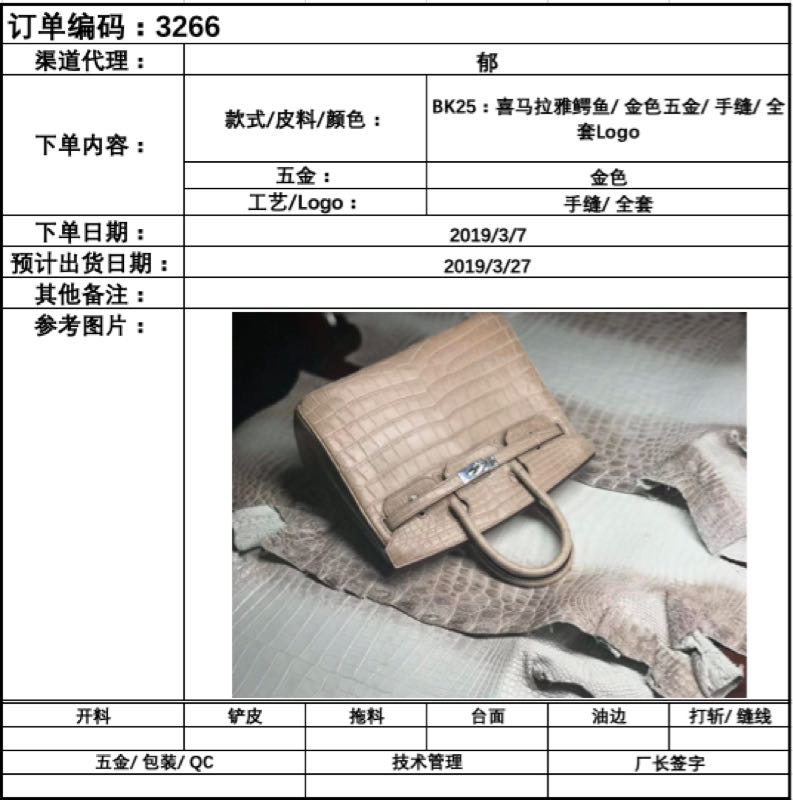 订单编码：3266
渠道代理：
郁
下单内容：
款式/皮料/颜色：
BK25：喜马拉雅鳄鱼/ 金色五金/ 手缝/ 全
套Logo
五金：
金色
工艺/Logo：
手缝/ 全套
下单日期：
2019/3/7
预计出货日期：
2019/3/27
其他备注：
参考图片：
开料
铲皮
拖料
台面
油边
打斩/ 缝线
五金/ 包装/ QC
技术管理
厂长签字